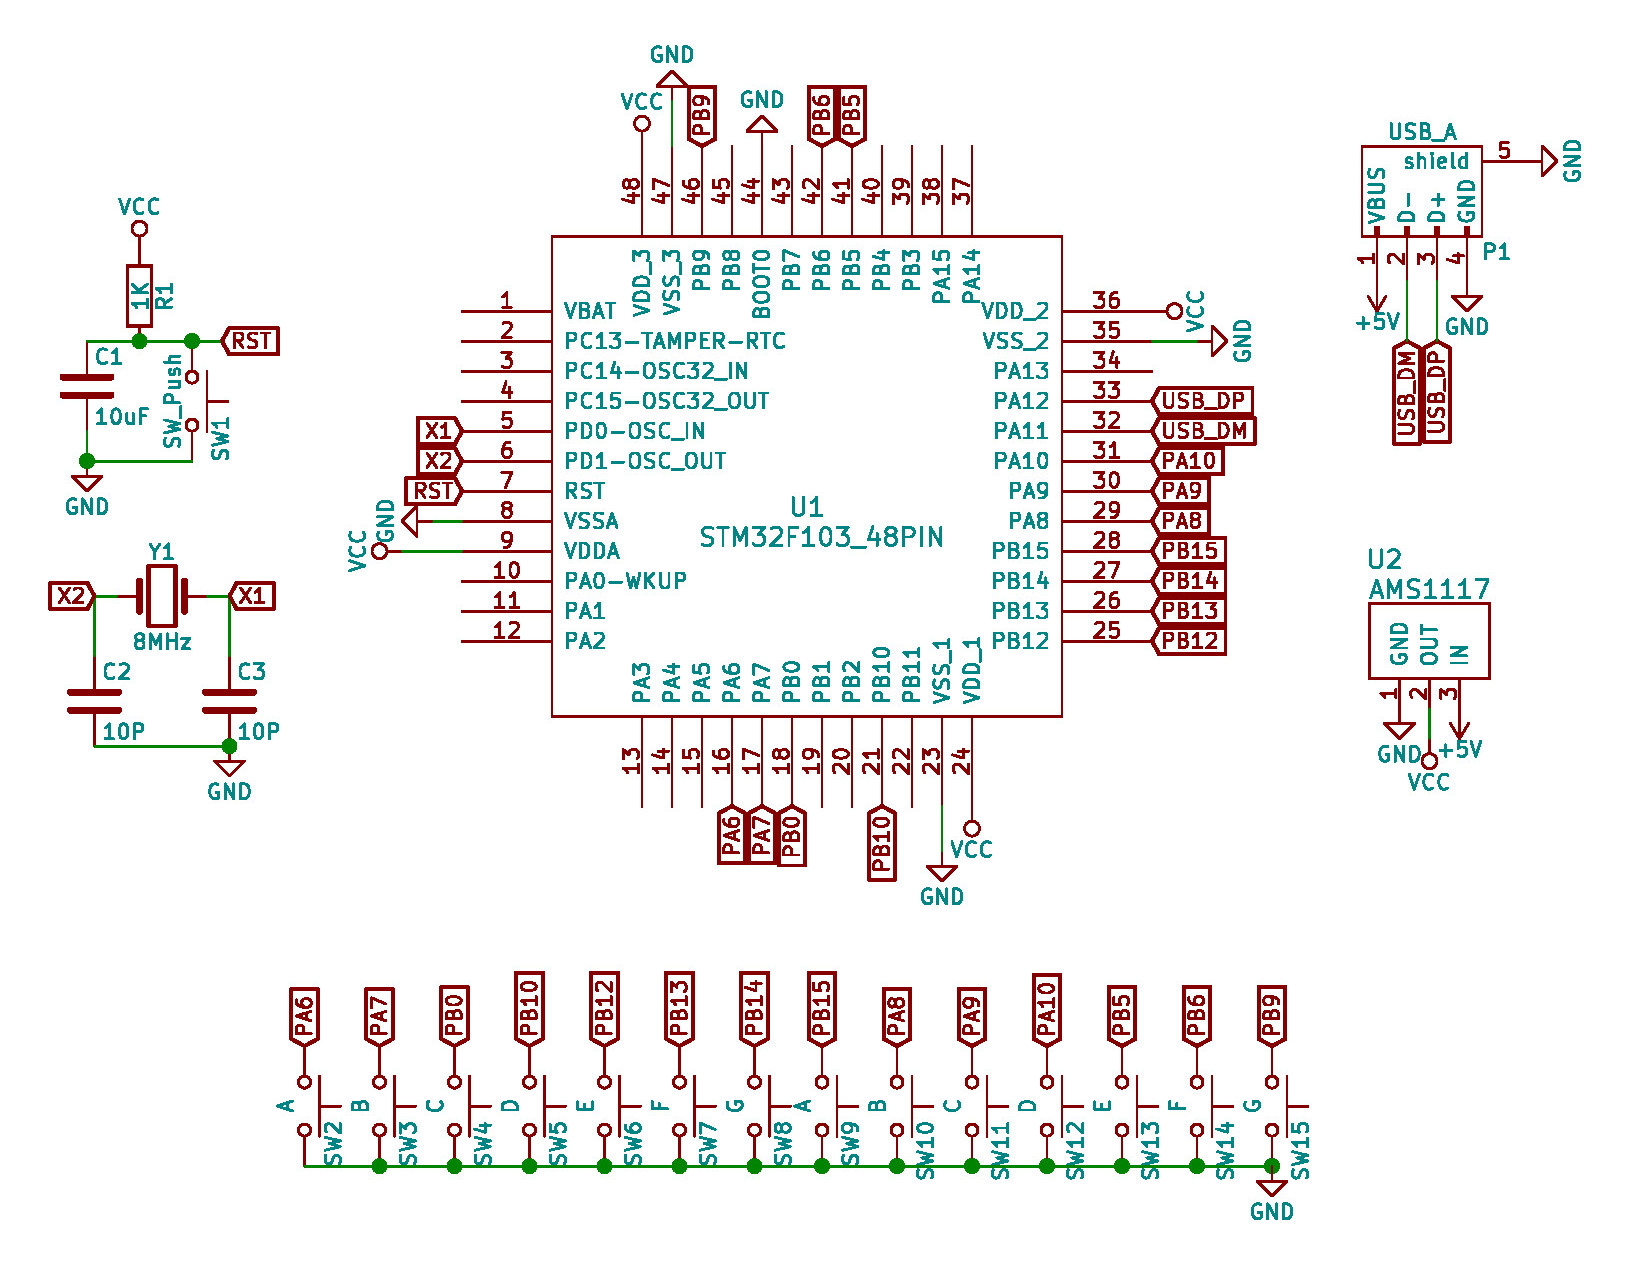 GND
VCC
PB9
GND
PB6
PB5
48
47
46
45
44
43
42
41
40
39
38
37
VDD_3
VSS_3
PB9
PB8
BOOT0
PB7
PB6
PB5
PB4
PB3
PA15
PA14
1 VBAT
2 PC13-TAMPER-RTC
3 PC14-OSC32_IN
4 PC15-OSC32_OUT
X1 5 PD0-OSC_IN
X2 6 PD1-OSC_OUT
RST 7 RST
GND 8 VSSA
VCC 9 VDDA
10 PA0-WKUP
11 PA1
12 PA2
U1
STM32F103_48PIN
VDD_2 36 VCC
VSS_2 35 GND
PA13 34
PA12 33 USB_DP
PA11 32 USB_DM
PA10 31 PA10
PA9 30 PA9
PA8 29 PA8
PB15 28 PB15
PB14 27 PB14
PB13 26 PB13
PB12 25 PB12
PA3
PA4
PA5
PA6
PA7
PB0
PB1
PB2
PB10
PB11
VSS_1
VDD_1
13
14
15
16
17
18
19
20
21
22
23
24
PA6
PA7
PB0
PB10
VCC
GND
VCC
1K
R1
RST
C1
10uF
SW_Push
SW1
GND
Y1
X2
X1
8MHz
C2
C3
10P
10P
GND
USB_A
shield
5
GND
VBUS
D-
D+
GND
P1
1
2
3
4
+5V
GND
USB_DM
USB_DP
U2
AMS1117
GND
OUT
IN
1
2
3
GND
+5V
VCC
PA6
PA7
PB0
PB10
PB12
PB13
PB14
PB15
PA8
PA9
PA10
PB5
PB6
PB9
A
B
C
D
E
F
G
A
B
C
D
E
F
G
SW2
SW3
SW4
SW5
SW6
SW7
SW8
SW9
SW10
SW11
SW12
SW13
SW14
SW15
GND